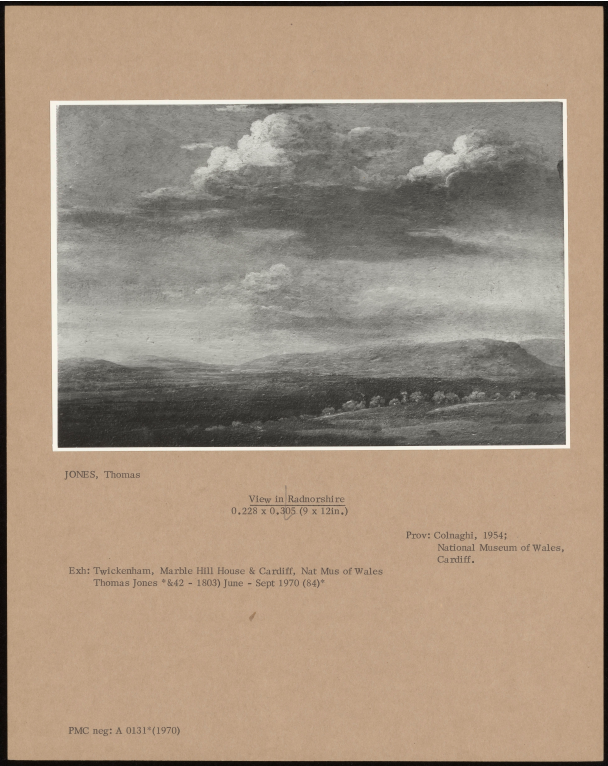 JONES, Thomas
View in Radnorshire
0.228 x 0.305 (9 x 12in.)
Prov: Colnaghi, 1954;
National Museum of Wales,
Cardiff.
Exh: Twickenham, Marble Hill House & Cardiff, Nat Mus of Wales
Thomas Jones *&42 - 1803) June - Sept 1970 (84)*
PMC neg: A 0131*(1970)